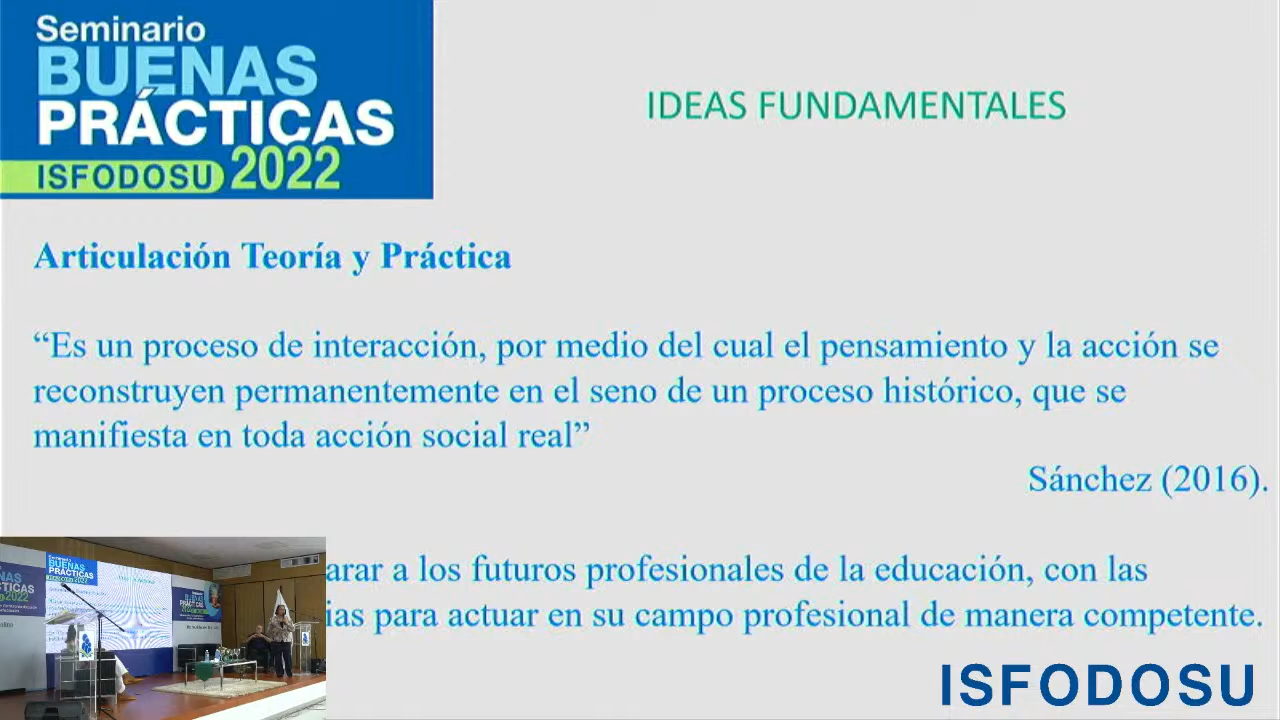 Seminario
BUENAS
PRÁCTICAS
ISFODOSU 2022
IDEAS FUNDAMENTALES
Articulación Teoría y Práctica
“Es un proceso de interacción, por medio del cual el pensamiento y la acción se
reconstruyen permanentemente en el seno de un proceso histórico, que se
manifiesta en toda acción social real”
Sánchez (2016).
arar a los futuros profesionales de la educación, con las
ias para actuar en su campo profesional de manera competente.
Seminario
BUENAS
PRÁCTICAS
ISFODOSU